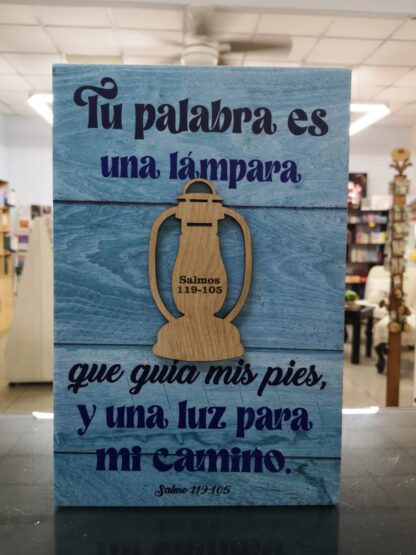 Tu palabra es
una lámpara
Salmos
119-105
que guía mis pies,
y una luz para
mi camino.
Salmo 119:105